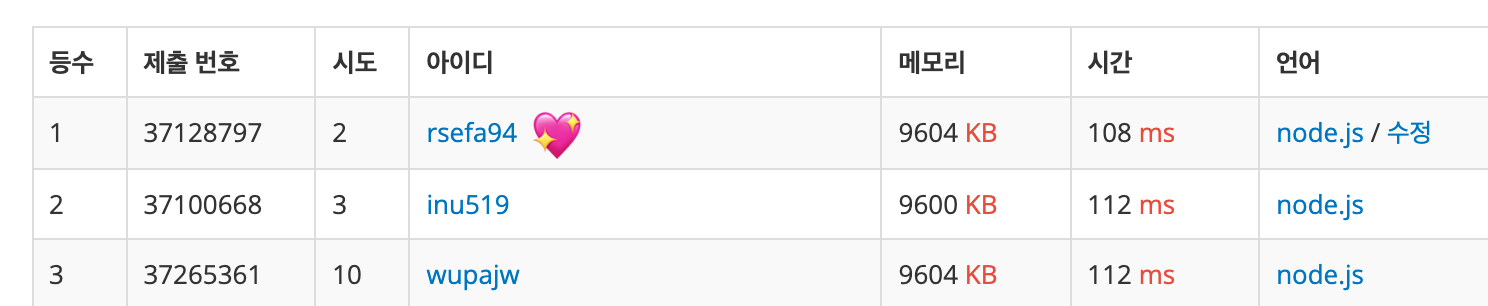 등수 제출 번호 시도 아이디 메모리 시간 언어
1 37128797 2 rsefa94 9604 KB 108 ms node.js / 수정
2 37100668 3 inu519 9600 KB 112 ms node.js
3 37265361 10 wupajw 9604 KB 112 ms node.js